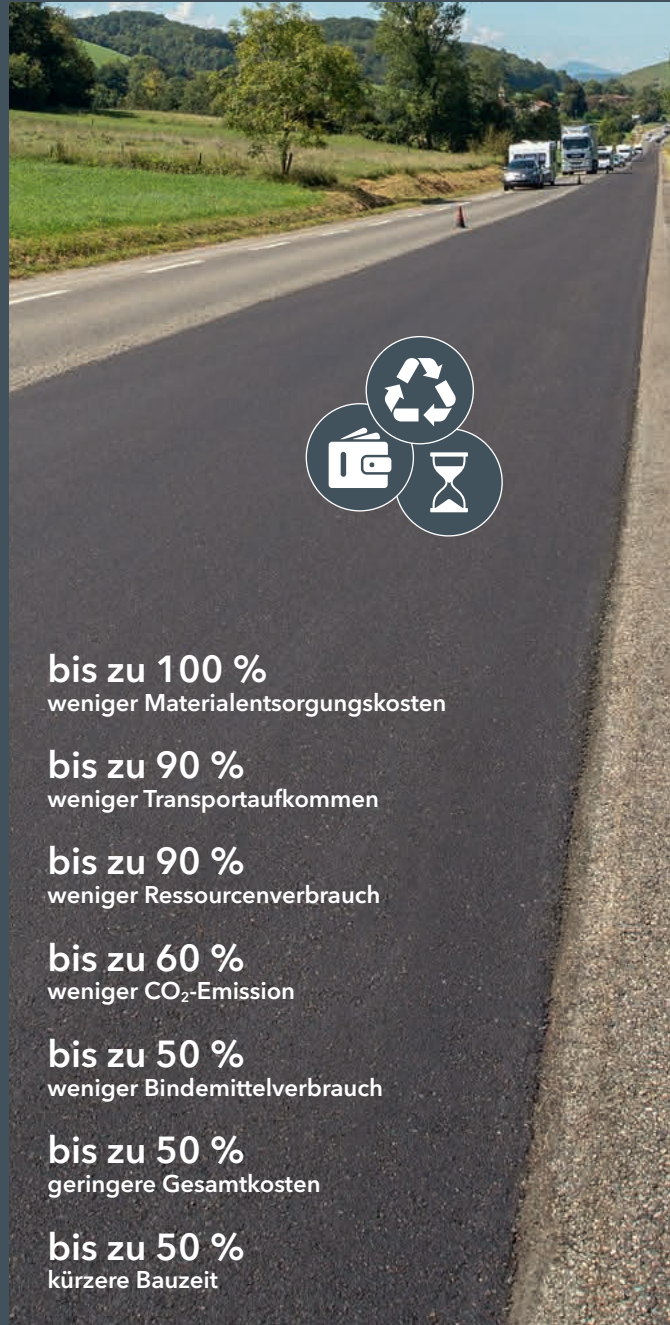 bis zu 100 %
weniger Materialentsorgungskosten
bis zu 90 %
weniger Transportaufkommen
bis zu 90 %
weniger Ressourcenverbrauch
bis zu 60 %
weniger CO₂-Emission
bis zu 50 %
weniger Bindemittelverbrauch
bis zu 50 %
geringere Gesamtkosten
bis zu 50 %
kürzere Bauzeit